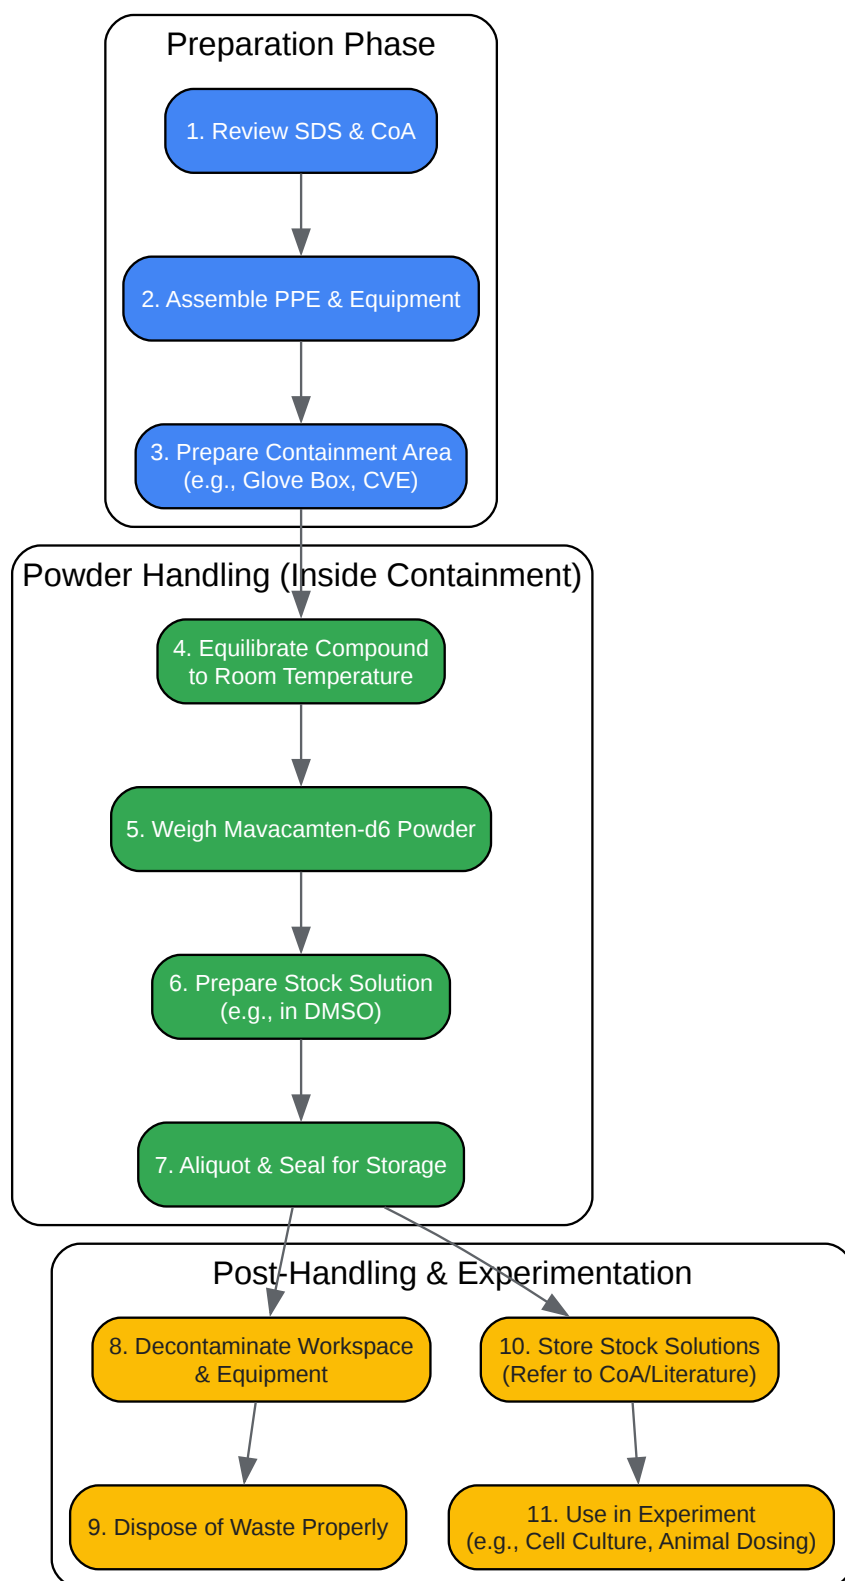 Preparation Phase
1. Review SDS & CoA
2. Assemble PPE & Equipment
3. Prepare Containment Area
(e.g., Glove Box, CVE)
Powder Handling (Inside Containment)
4. Equilibrate Compound
to Room Temperature
5. Weigh Mavacamten-d6 Powder
6. Prepare Stock Solution
(e.g., in DMSO)
7. Aliquot & Seal for Storage
Post-Handling & Experimentation
8. Decontaminate Workspace
& Equipment
10. Store Stock Solutions
(Refer to CoA/Literature)
9. Dispose of Waste Properly
11. Use in Experiment
(e.g., Cell Culture, Animal Dosing)